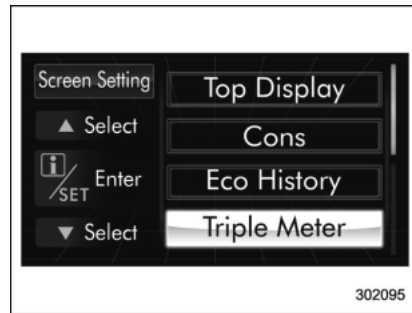 Screen Setting
▲ Select
i/SET Enter
▼ Select
Top Display
Cons
Eco History
Triple Meter
302095